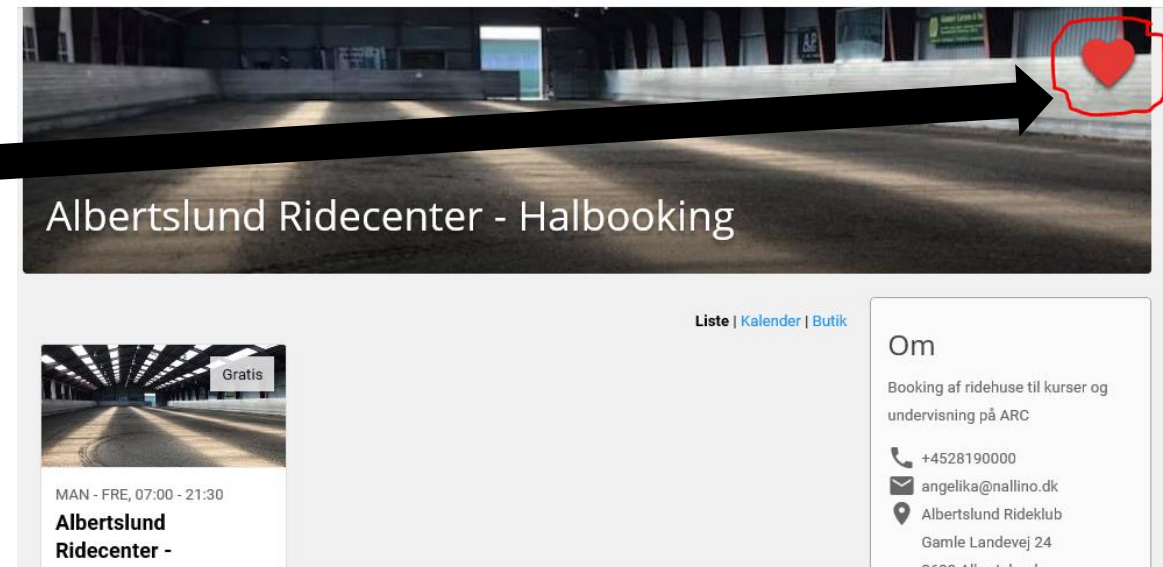 Albertslund Ridecenter - Halbooking
Liste | Kalender | Butik
Gratis
MAN - FRE, 07:00 - 21:30
Albertslund
Ridecenter -
Om
Booking af ridehuse til kurser og
undervisning på ARC
+4528190000
angelika@nallino.dk
Albertslund Rideklub
Gamle Landevej 24